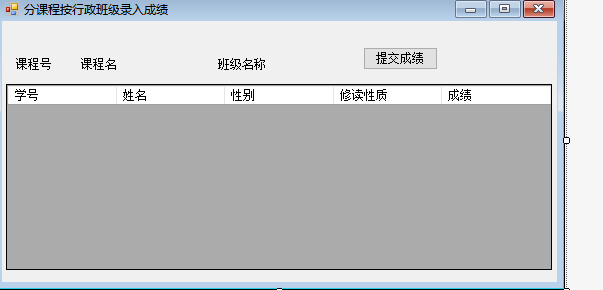 分课程按行政班级录入成绩
课程号 课程名 班级名称 提交成绩
学号 姓名 性别 修读性质 成绩